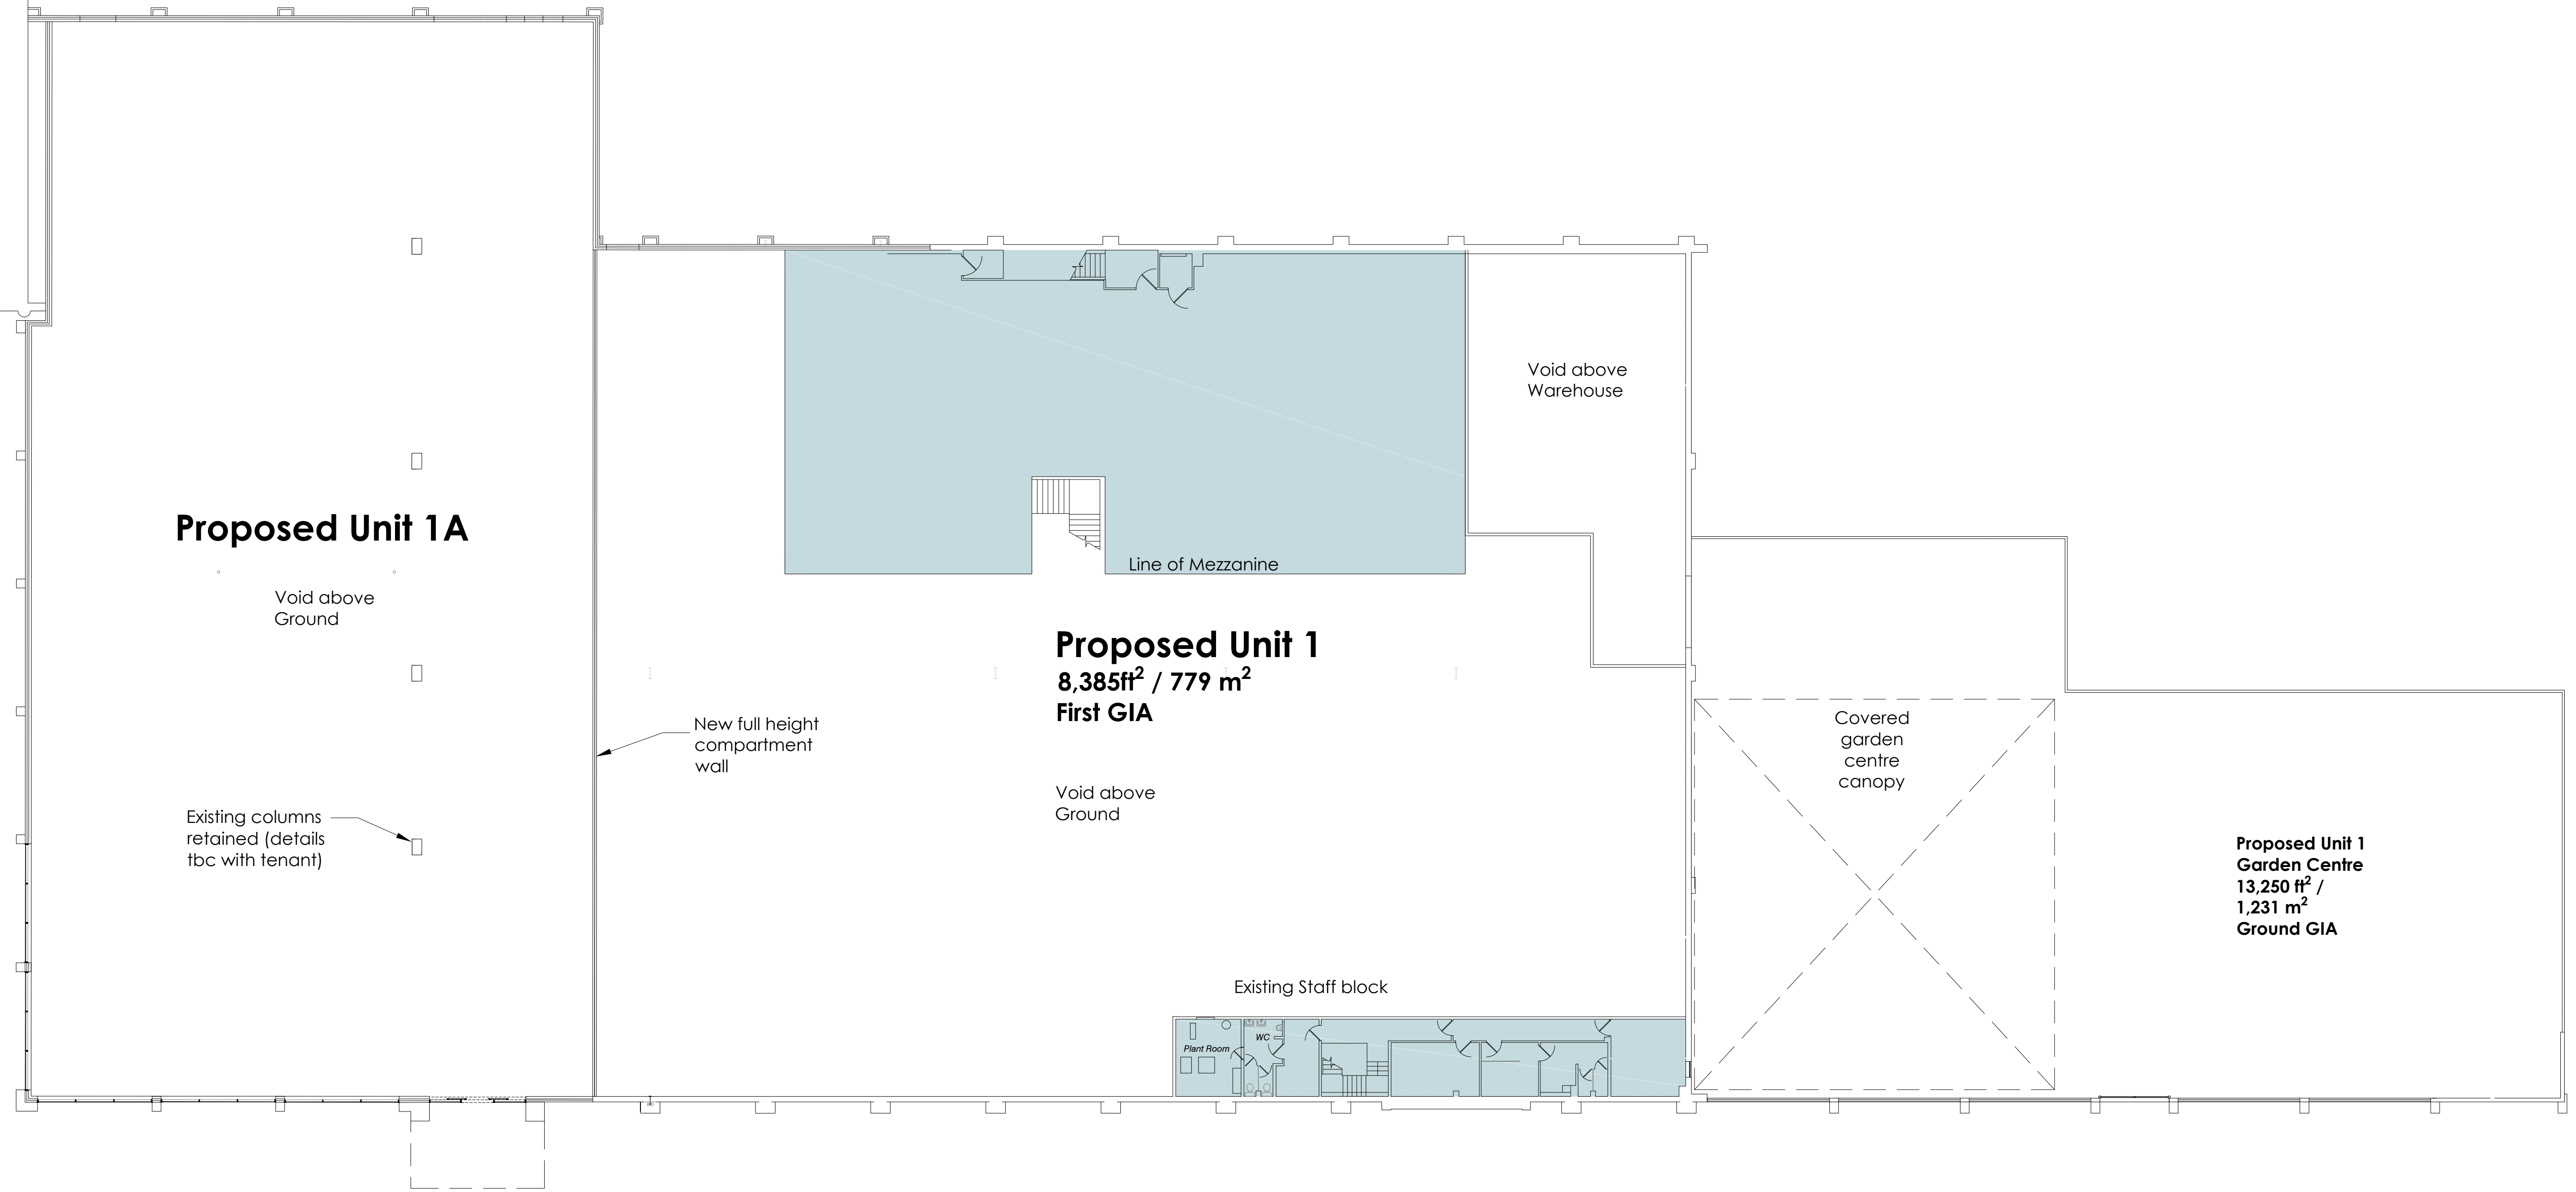 Proposed Unit 1A
Void above
Ground
Existing columns
retained (details
tbc with tenant)
New full height
compartment
wall
Line of Mezzanine
Void above
Warehouse
Proposed Unit 1
8,385ft² / 779 m²
First GIA
Void above
Ground
Existing Staff block
Plant Room
WC
Covered
garden
centre
canopy
Proposed Unit 1
Garden Centre
13,250 ft² /
1,231 m²
Ground GIA